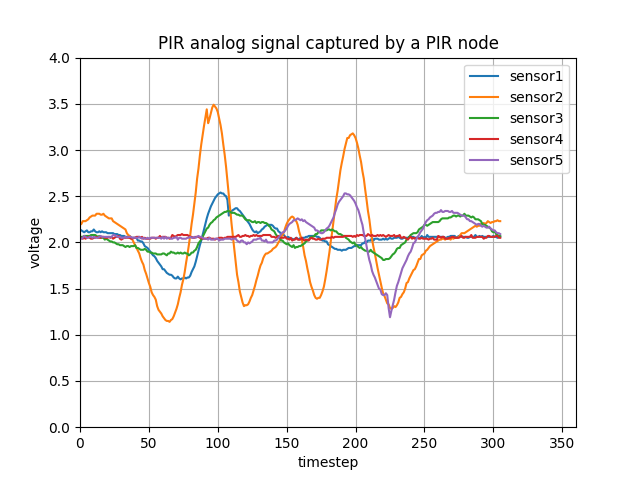 PIR analog signal captured by a PIR node
4.0
3.5
3.0
2.5
2.0
1.5
1.0
0.5
0.0
voltage
sensor1
sensor2
sensor3
sensor4
sensor5
0 50 100 150 200 250 300 350
timestep